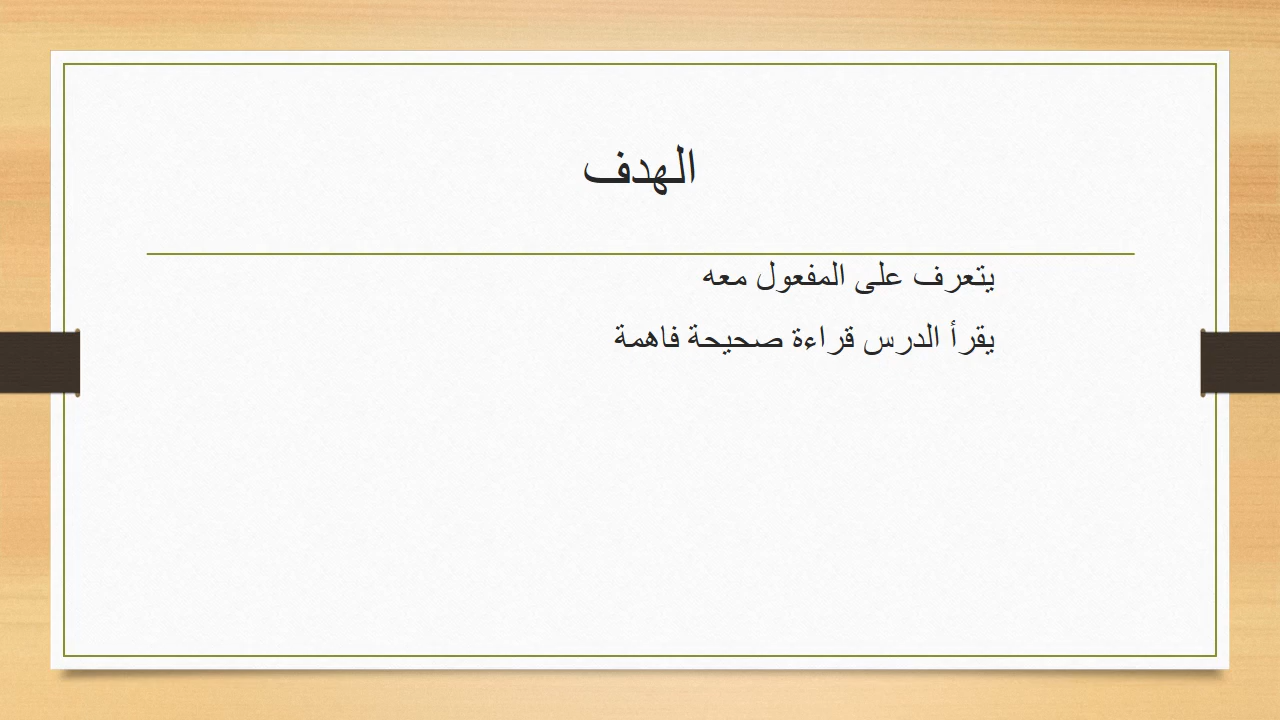 الهدف
يتعرف على المفعول معه
يقرأ الدرس قراءة صحيحة فاهمة